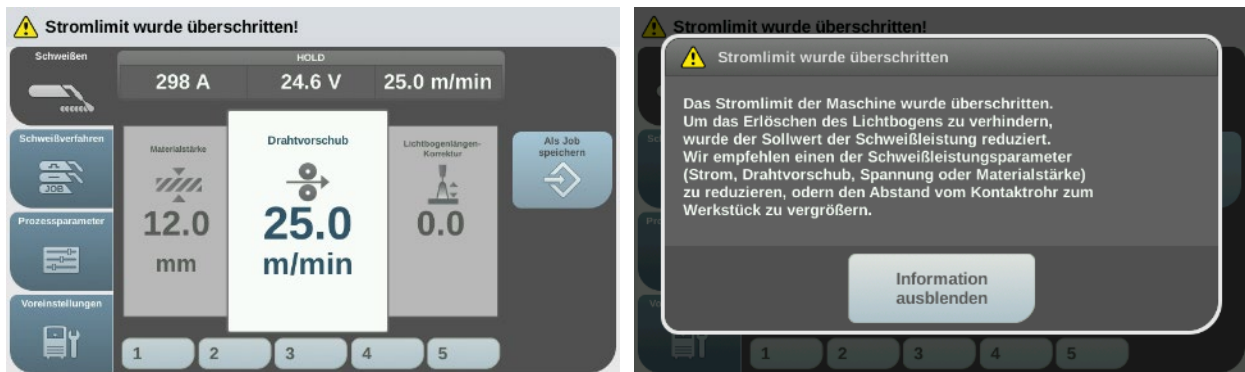 Stromlimit wurde überschritten!
Schweißen
HOLD
298 A 24.6 V 25.0 m/min
Schweißverfahren
JOB
Prozessparameter
Voreinstellungen
Materialstärke
12.0
mm
Drahtvorschub
25.0
m/min
Lichtbogenlängen-
Korrektur
0.0
Als Job
speichern
1 2 3 4 5
Stromlimit wurde überschritten!
Stromlimit wurde überschritten
Das Stromlimit der Maschine wurde überschritten.
Um das Erlöschen des Lichtbogens zu verhindern,
wurde der Sollwert der Schweißleistung reduziert.
Wir empfehlen einen der Schweißleistungsparameter
(Strom, Drahtvorschub, Spannung oder Materialstärke)
zu reduzieren, odern den Abstand vom Kontaktrohr zum
Werkstück zu vergrößern.
Information
ausblenden
1 2 3 4 5